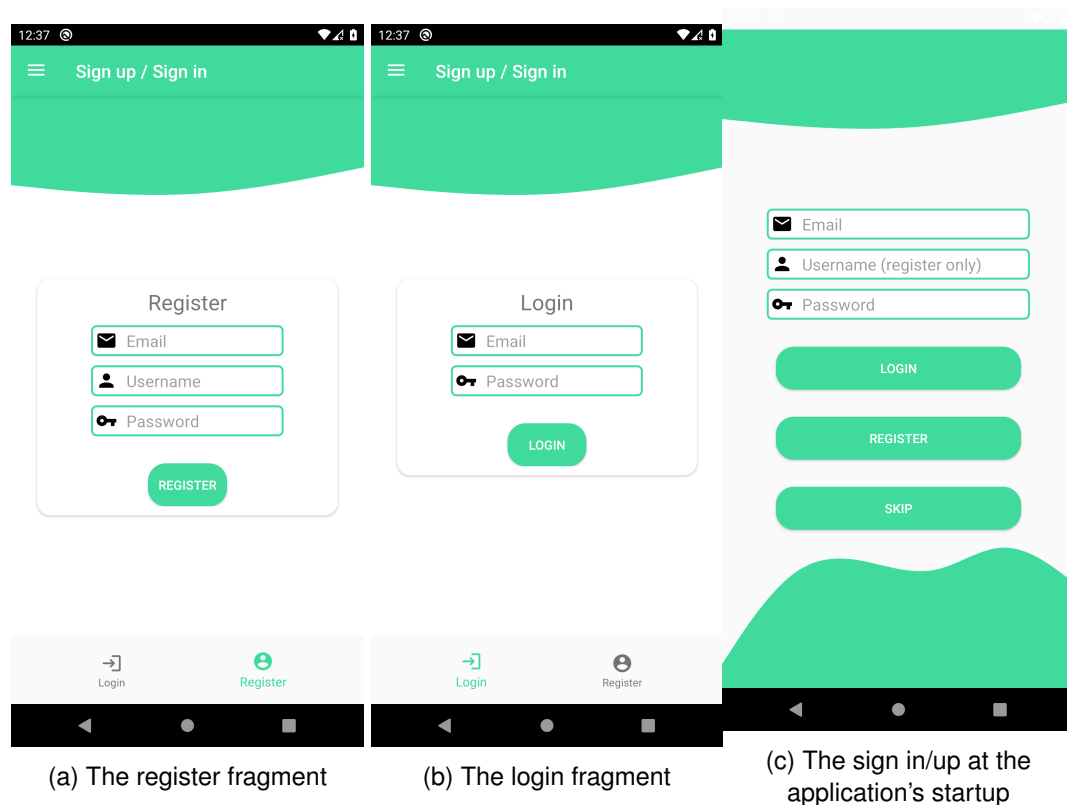 12:37
Sign up / Sign in
Register
Email
Username
Password
REGISTER
Login
Register
(a) The register fragment
12:37
Sign up / Sign in
Login
Email
Password
LOGIN
Login
Register
(b) The login fragment
Email
Username (register only)
Password
LOGIN
REGISTER
SKIP
(c) The sign in/up at the
application's startup